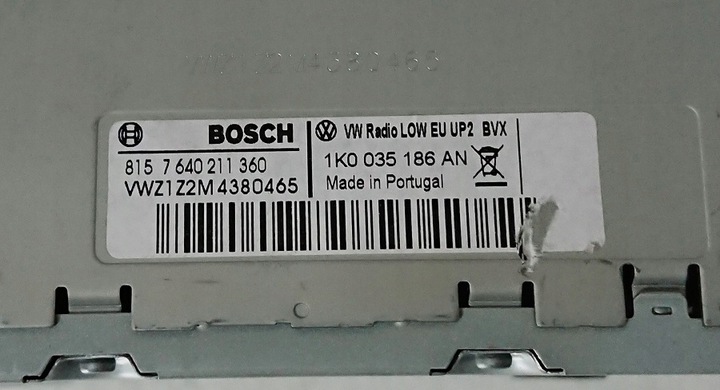 VWZ1Z2M4380465
BOSCH
815 7 640 211 360
VWZ1Z2M4380465
VW Radio LOW EU UP2 BVX
1K0 035 186 AN
Made in Portugal